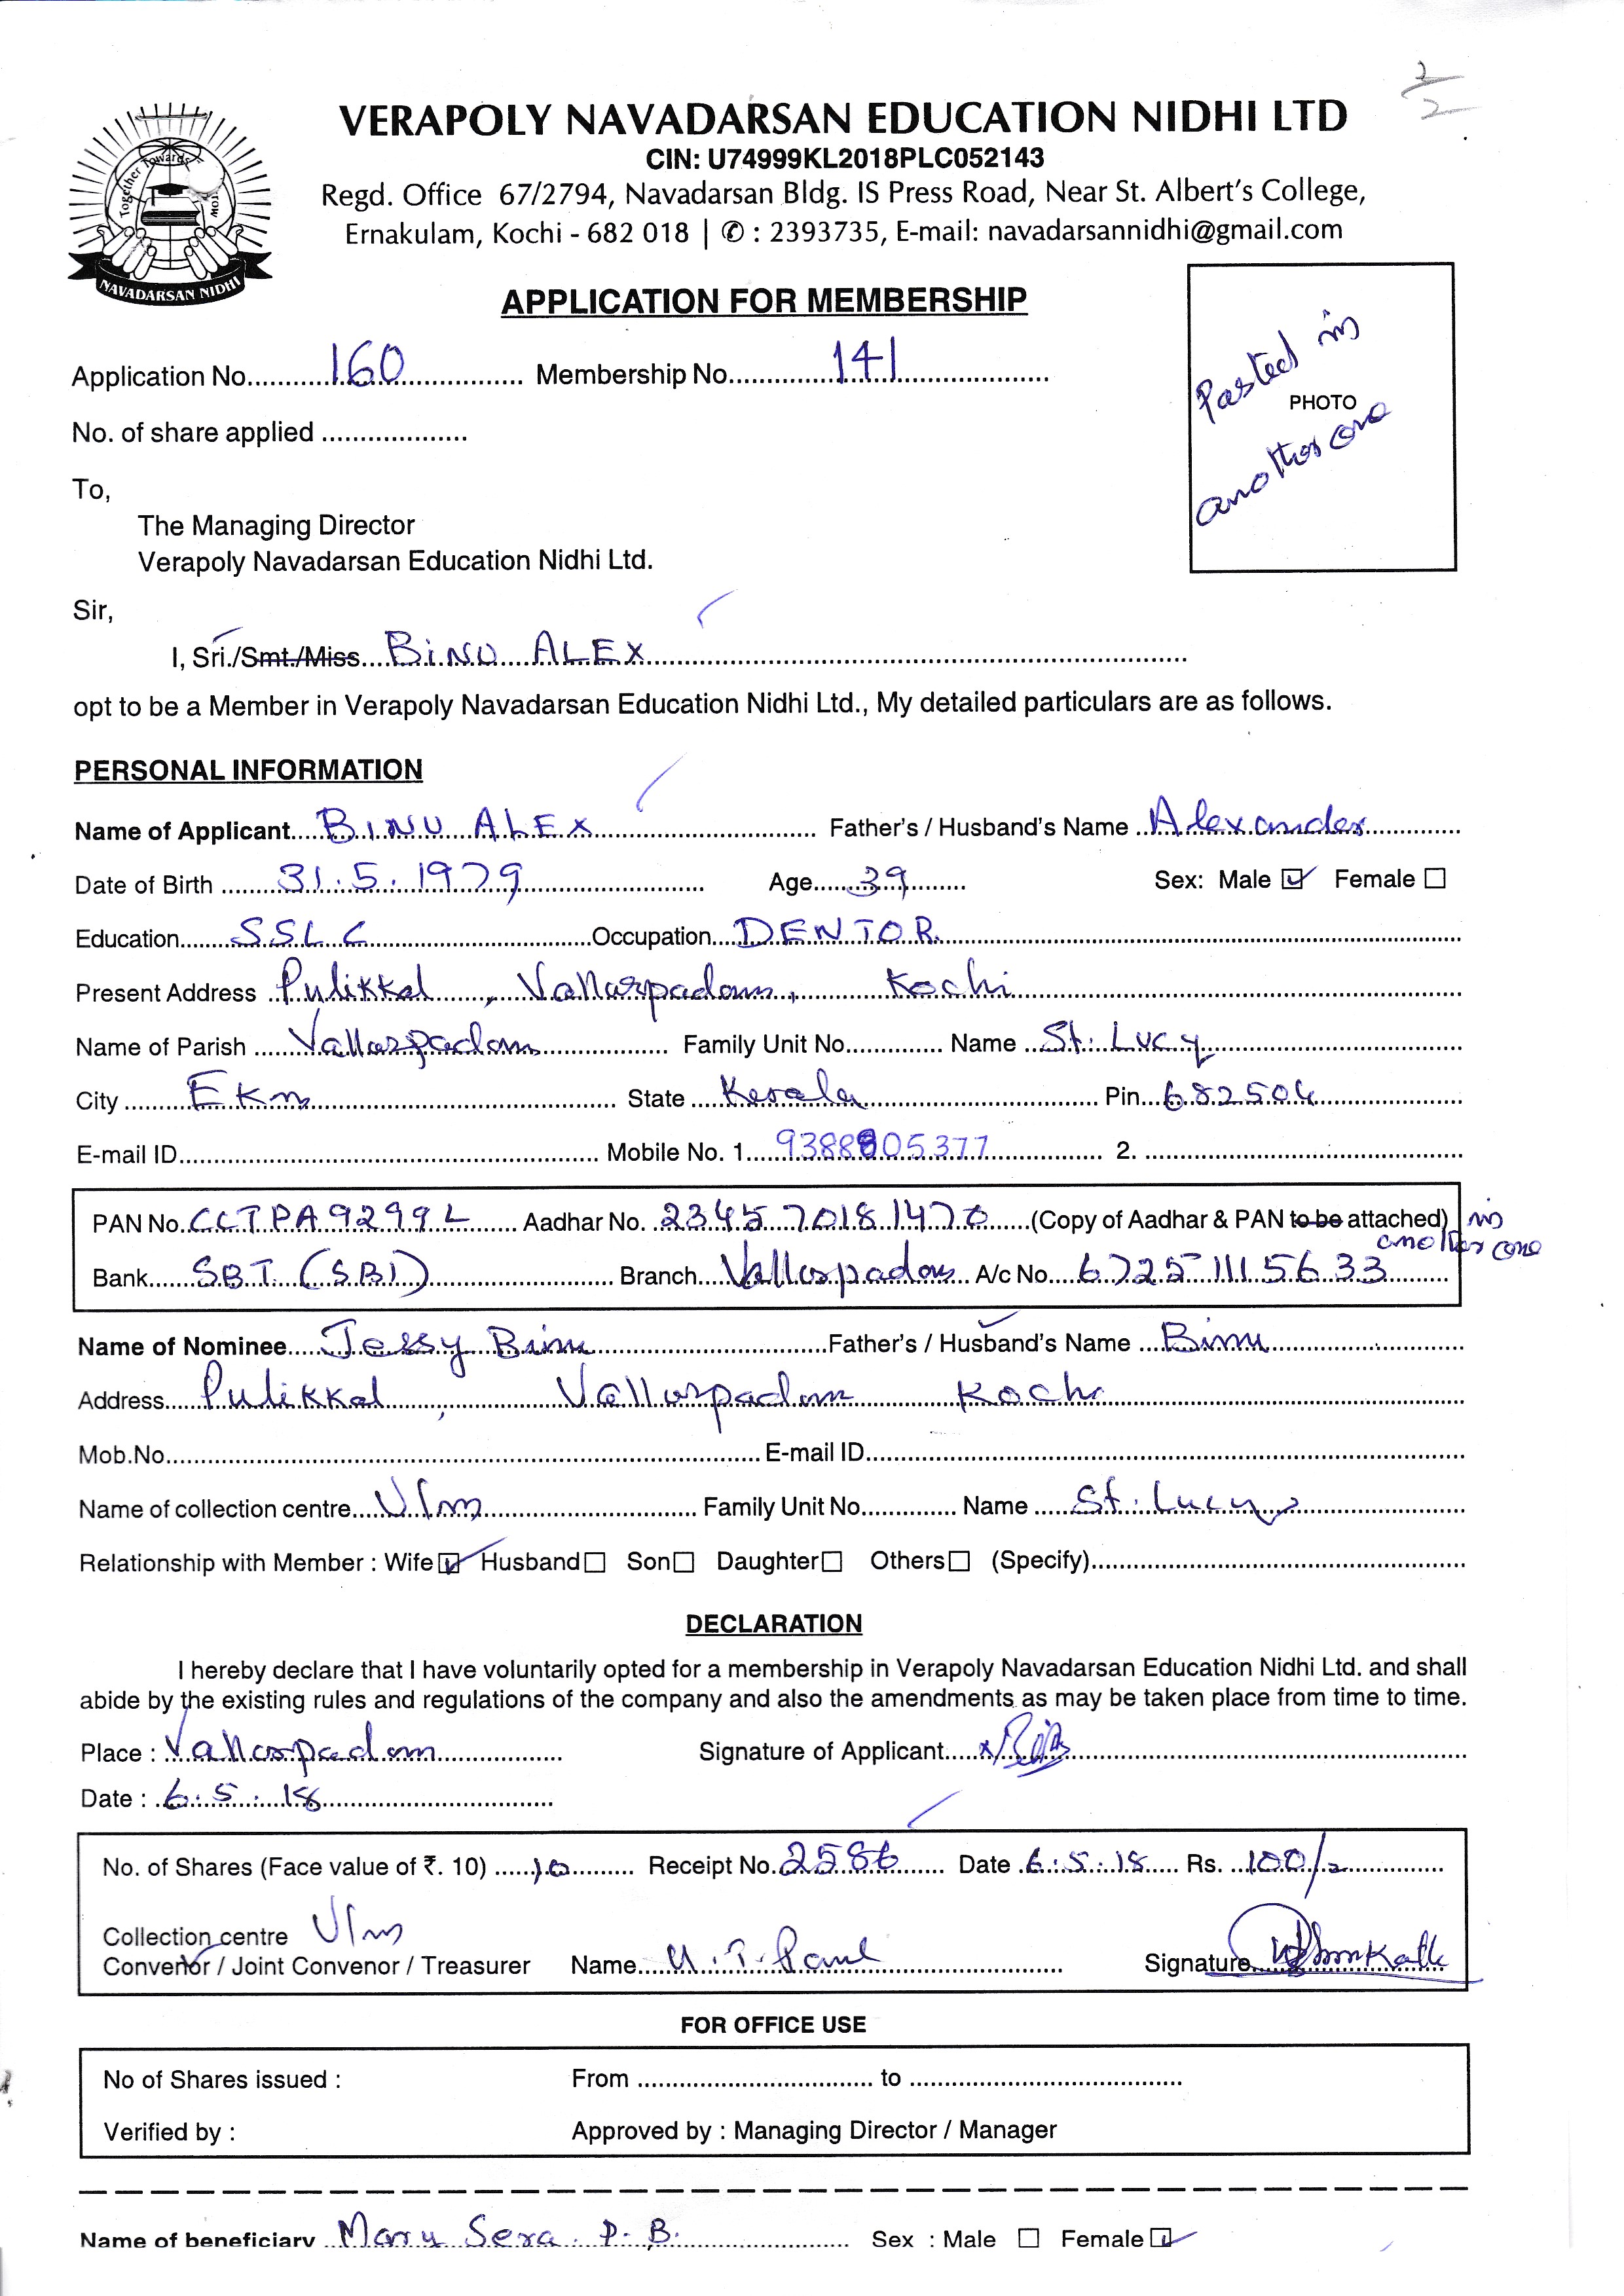 2/2
VERAPOLY NAVADARSAN EDUCATION NIDHI LTD
CIN: U74999KL2018PLC052143
Regd. Office 67/2794, Navadarsan Bldg. IS Press Road, Near St. Albert's College,
Ernakulam, Kochi - 682 018 | ✆ : 2393735, E-mail: navadarsannidhi@gmail.com
Together Towards
NAVADARSAN NIDHI
APPLICATION FOR MEMBERSHIP
Pasted in
PHOTO
another one
Application No. 160 Membership No. 141
No. of share applied
To,
The Managing Director
Verapoly Navadarsan Education Nidhi Ltd.
Sir,
I, Sri./Smt./Miss BINU ALEX
opt to be a Member in Verapoly Navadarsan Education Nidhi Ltd., My detailed particulars are as follows.
PERSONAL INFORMATION
Name of Applicant BINU ALEX Father's / Husband's Name Alexander
Date of Birth 31.5.1979 Age 39 Sex: Male ☑ Female ☐
Education SSLC Occupation DENTOR
Present Address Pulikkal, Vallarpadam, Kochi
Name of Parish Vallarpadam Family Unit No. Name St. Lucy
City Ekm State Kerala Pin 682504
E-mail ID Mobile No. 1. 9388805377 2.
PAN No. CCTPA9299L Aadhar No. 2345 7018 1470 (Copy of Aadhar & PAN to be attached) in
another one
Bank SBT (SBI) Branch Vallarpadam A/c No. 67251115633
Name of Nominee Jessy Binu Father's / Husband's Name Binu
Address Pulikkal, Vallarpadam Kochi
Mob.No. E-mail ID
Name of collection centre Vlm Family Unit No. Name St. Lucy
Relationship with Member : Wife ☑ Husband ☐ Son ☐ Daughter ☐ Others ☐ (Specify)
DECLARATION
I hereby declare that I have voluntarily opted for a membership in Verapoly Navadarsan Education Nidhi Ltd. and shall
abide by the existing rules and regulations of the company and also the amendments as may be taken place from time to time.
Place : Vallarpadam Signature of Applicant
Date : 6.5.18
No. of Shares (Face value of ₹. 10) 10 Receipt No. 2586 Date 6.5.18 Rs. 100/-
Collection centre Vlm
Convenor / Joint Convenor / Treasurer Name Paul Signature
FOR OFFICE USE
No of Shares issued : From to
Verified by : Approved by : Managing Director / Manager
Name of beneficiary Mary Sera P.B. Sex : Male ☐ Female ☑